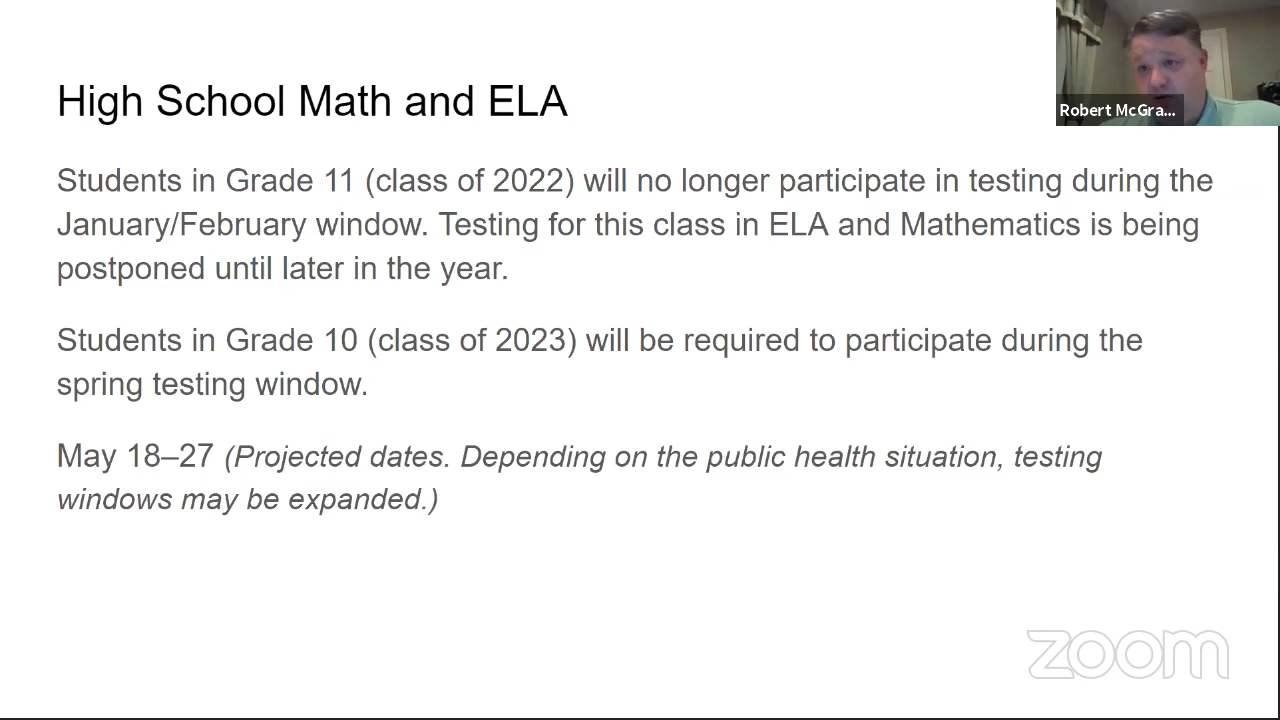 High School Math and ELA
Robert McGra...
Students in Grade 11 (class of 2022) will no longer participate in testing during the
January/February window. Testing for this class in ELA and Mathematics is being
postponed until later in the year.
Students in Grade 10 (class of 2023) will be required to participate during the
spring testing window.
May 18–27 (Projected dates. Depending on the public health situation, testing
windows may be expanded.)
zoom